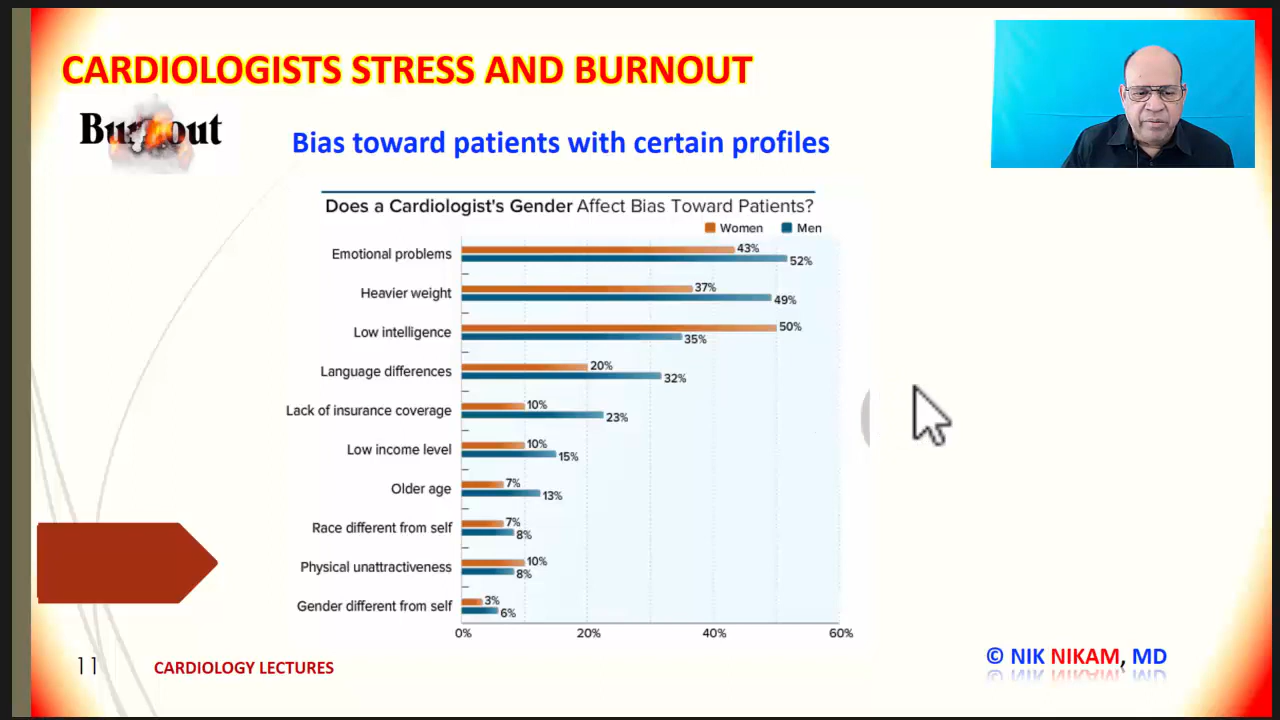 CARDIOLOGISTS STRESS AND BURNOUT
Burnout
Bias toward patients with certain profiles
Does a Cardiologist's Gender Affect Bias Toward Patients?
Women Men
Emotional problems 43% 52%
Heavier weight 37% 49%
Low intelligence 50% 35%
Language differences 20% 32%
Lack of insurance coverage 10% 23%
Low income level 10% 15%
Older age 7% 13%
Race different from self 7% 8%
Physical unattractiveness 10% 8%
Gender different from self 3% 6%
0% 20% 40% 60%
11 CARDIOLOGY LECTURES © NIK NIKAM, MD